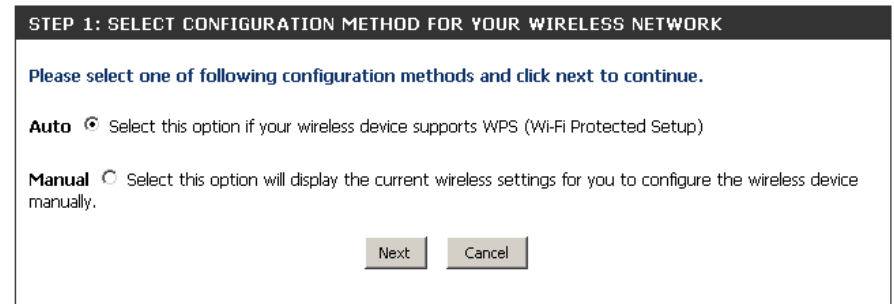 STEP 1: SELECT CONFIGURATION METHOD FOR YOUR WIRELESS NETWORK
Please select one of following configuration methods and click next to continue.
Auto Select this option if your wireless device supports WPS (Wi-Fi Protected Setup)
Manual Select this option will display the current wireless settings for you to configure the wireless device
manually.
Next Cancel